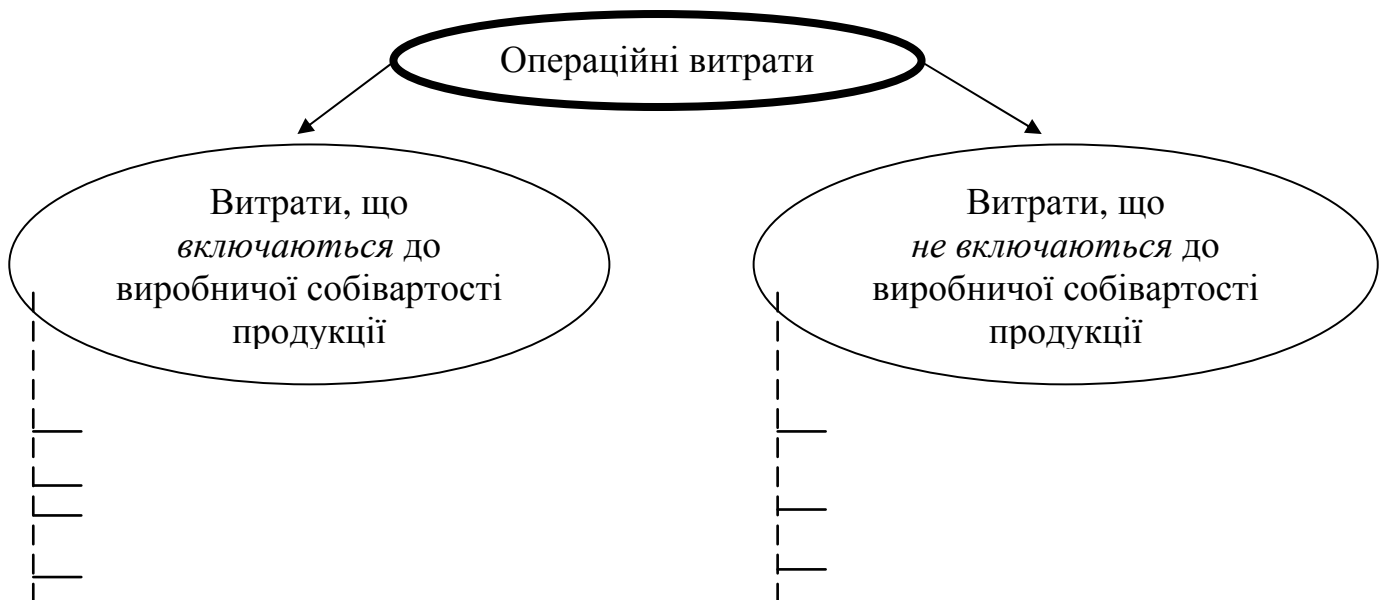 Операційні витрати
Витрати, що
включаються до
виробничої собівартості
продукції
Витрати, що
не включаються до
виробничої собівартості
продукції